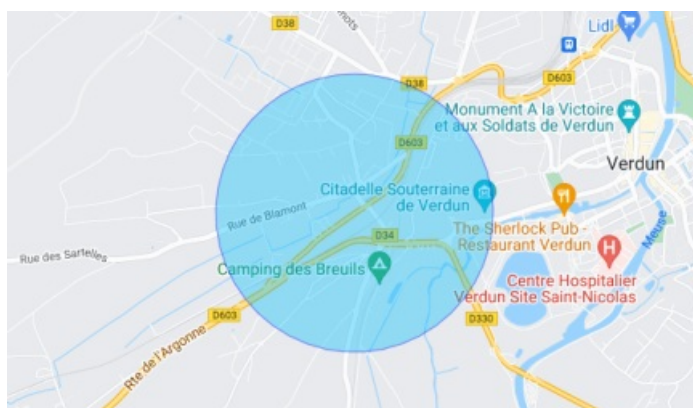 D38
mots
Lidl
D603
D38
Monument A la Victoire
et aux Soldats de Verdun
D603
Verdun
Citadelle Souterraine
de Verdun
Rue de Blamont
The Sherlock Pub -
Restaurant Verdun
Meuse
D34
Rue des Sartelles
Camping des Breuils
H
Centre Hospitalier
Verdun Site Saint-Nicolas
D603
D330
Rte de l'Argonne